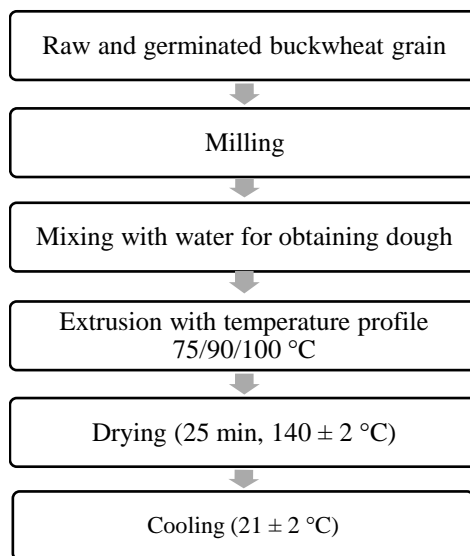 Raw and germinated buckwheat grain
Milling
Mixing with water for obtaining dough
Extrusion with temperature profile
75/90/100 °C
Drying (25 min, 140 ± 2 °C)
Cooling (21 ± 2 °C)